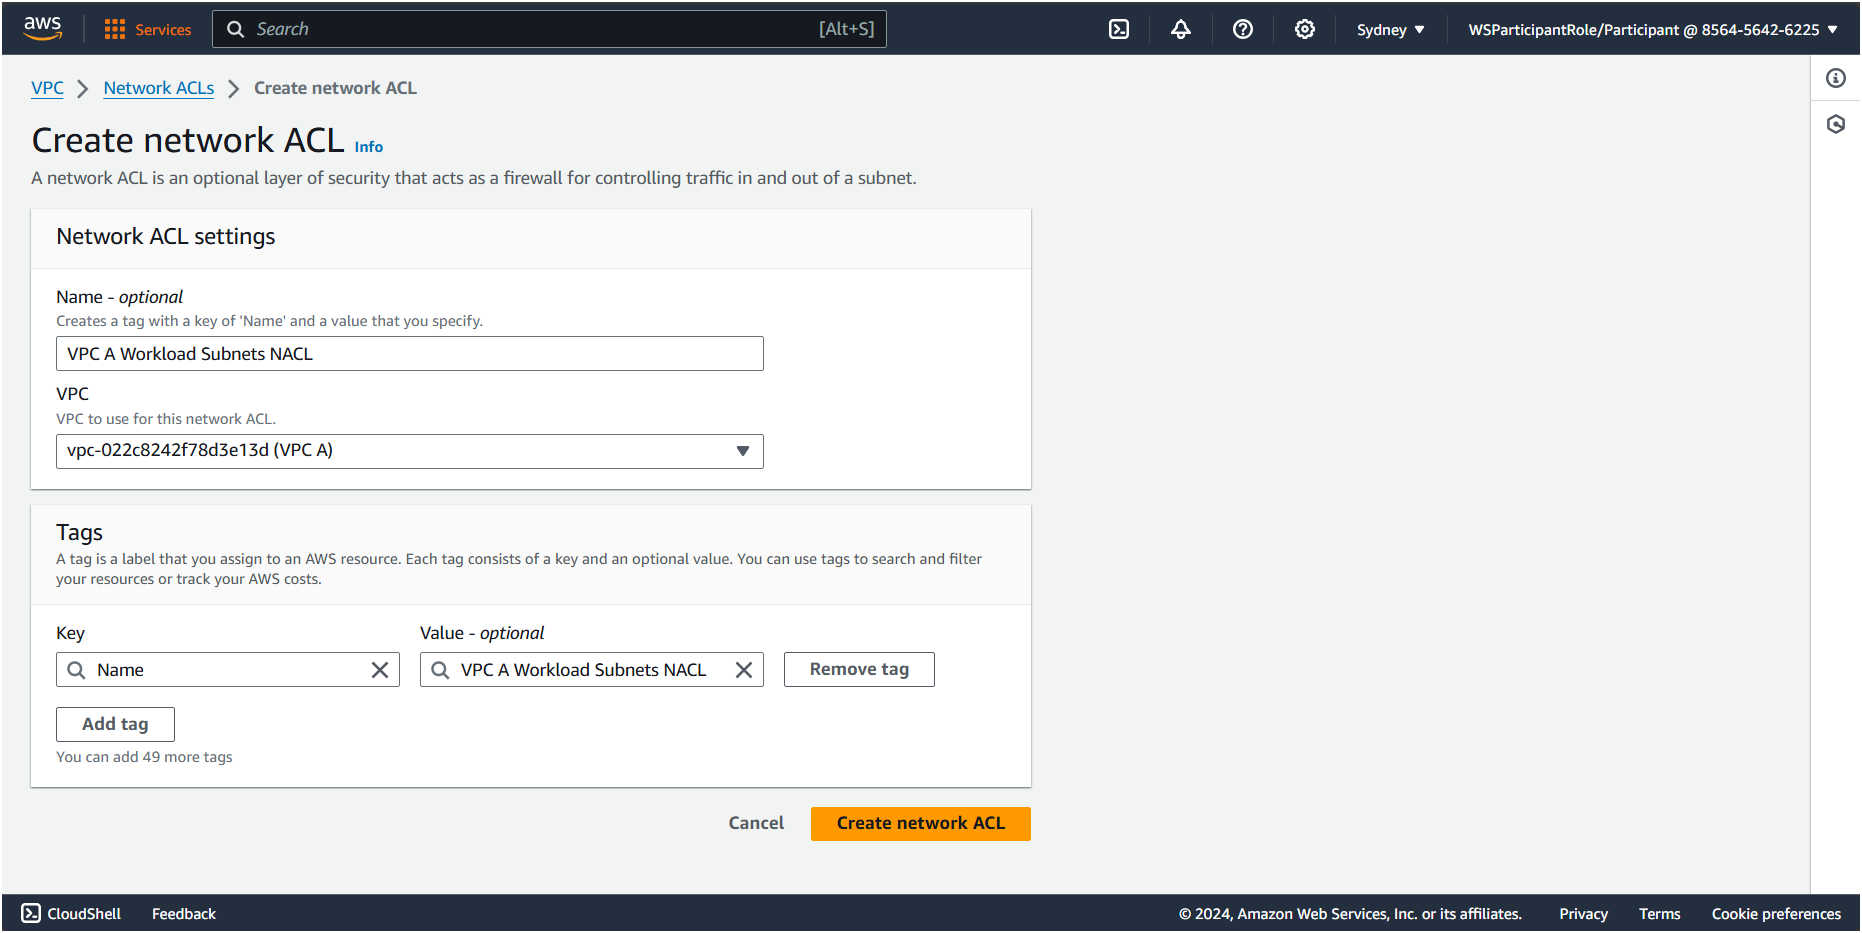 aws Services Search [Alt+S] Sydney WSParticipantRole/Participant @ 8564-5642-6225
VPC Network ACLs Create network ACL
Create network ACL Info
A network ACL is an optional layer of security that acts as a firewall for controlling traffic in and out of a subnet.
Network ACL settings
Name - optional
Creates a tag with a key of 'Name' and a value that you specify.
VPC A Workload Subnets NACL
VPC
VPC to use for this network ACL.
vpc-022c8242f78d3e13d (VPC A)
Tags
A tag is a label that you assign to an AWS resource. Each tag consists of a key and an optional value. You can use tags to search and filter
your resources or track your AWS costs.
Key Value - optional
Name VPC A Workload Subnets NACL Remove tag
Add tag
You can add 49 more tags
Cancel Create network ACL
CloudShell Feedback © 2024, Amazon Web Services, Inc. or its affiliates. Privacy Terms Cookie preferences